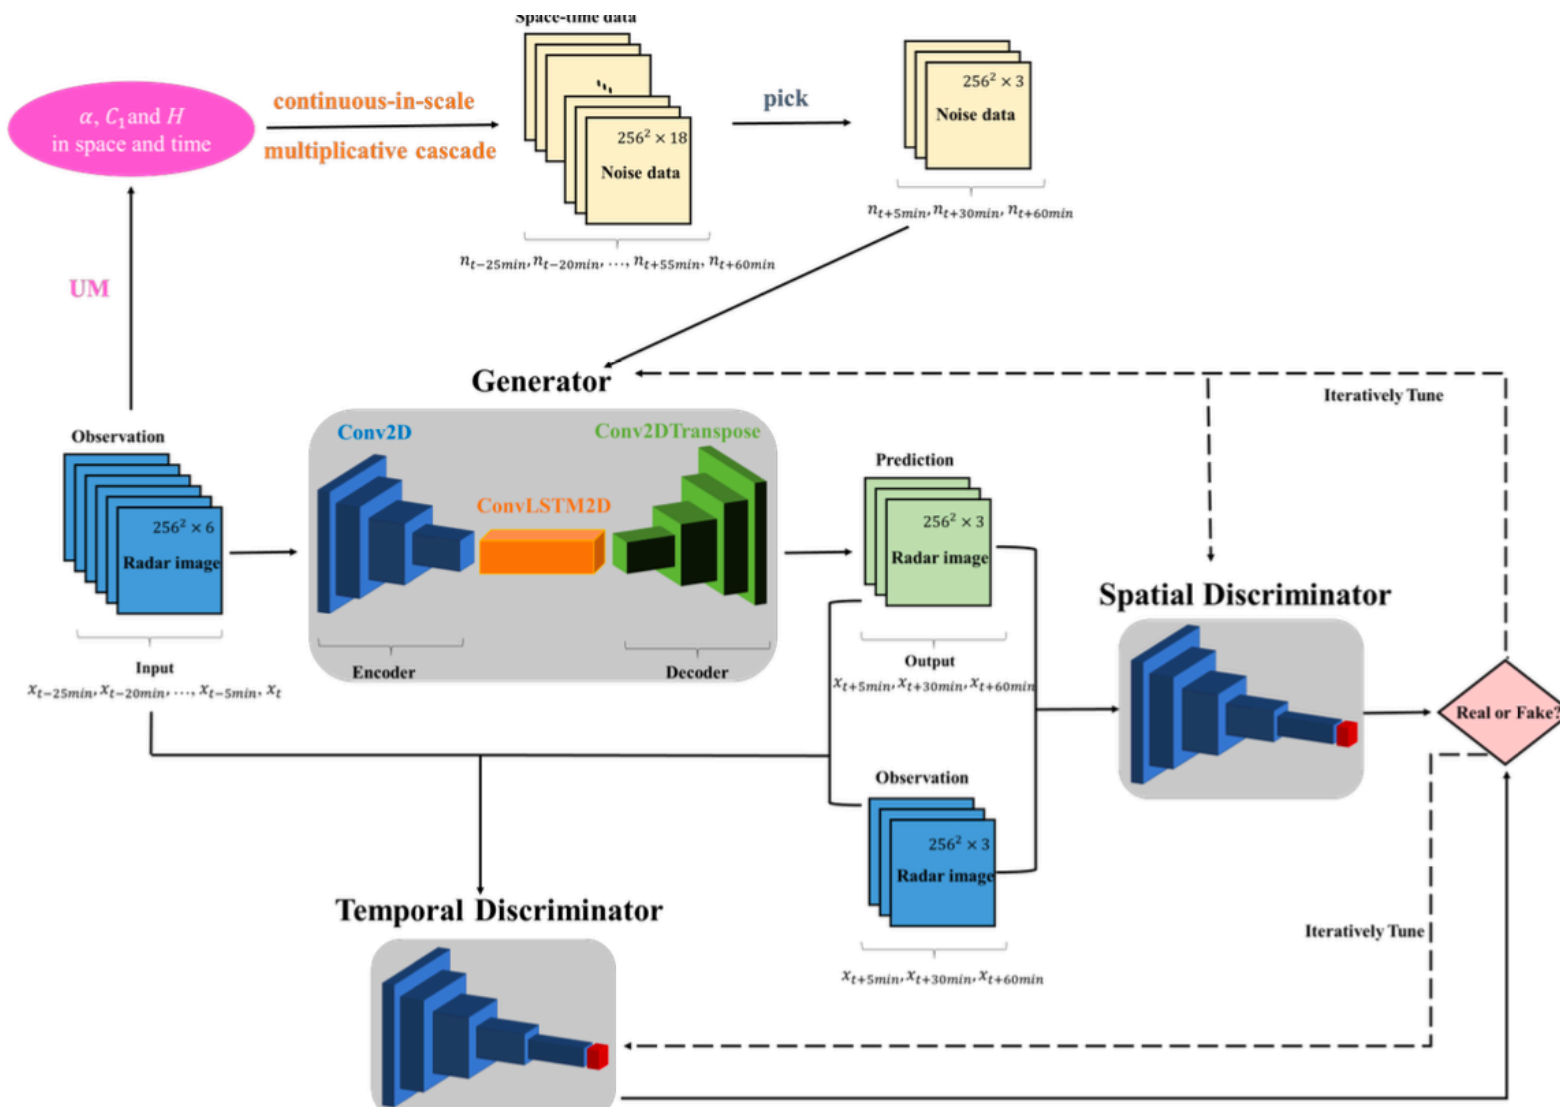 Space-time data
256² × 3
Noise data
α, C₁ and H
in space and time
continuous-in-scale
multiplicative cascade
256² × 18
Noise data
pick
n_{t+5min}, n_{t+30min}, n_{t+60min}
n_{t−25min}, n_{t−20min}, …, n_{t+55min}, n_{t+60min}
UM
Generator
Iteratively Tune
Observation
Conv2D
Conv2DTranspose
ConvLSTM2D
Prediction
256² × 6
Radar image
256² × 3
Radar image
Spatial Discriminator
Input
x_{t−25min}, x_{t−20min}, …, x_{t−5min}, x_t
Encoder
Decoder
Output
x_{t+5min}, x_{t+30min}, x_{t+60min}
Real or Fake?
Observation
256² × 3
Radar image
Temporal Discriminator
x_{t+5min}, x_{t+30min}, x_{t+60min}
Iteratively Tune